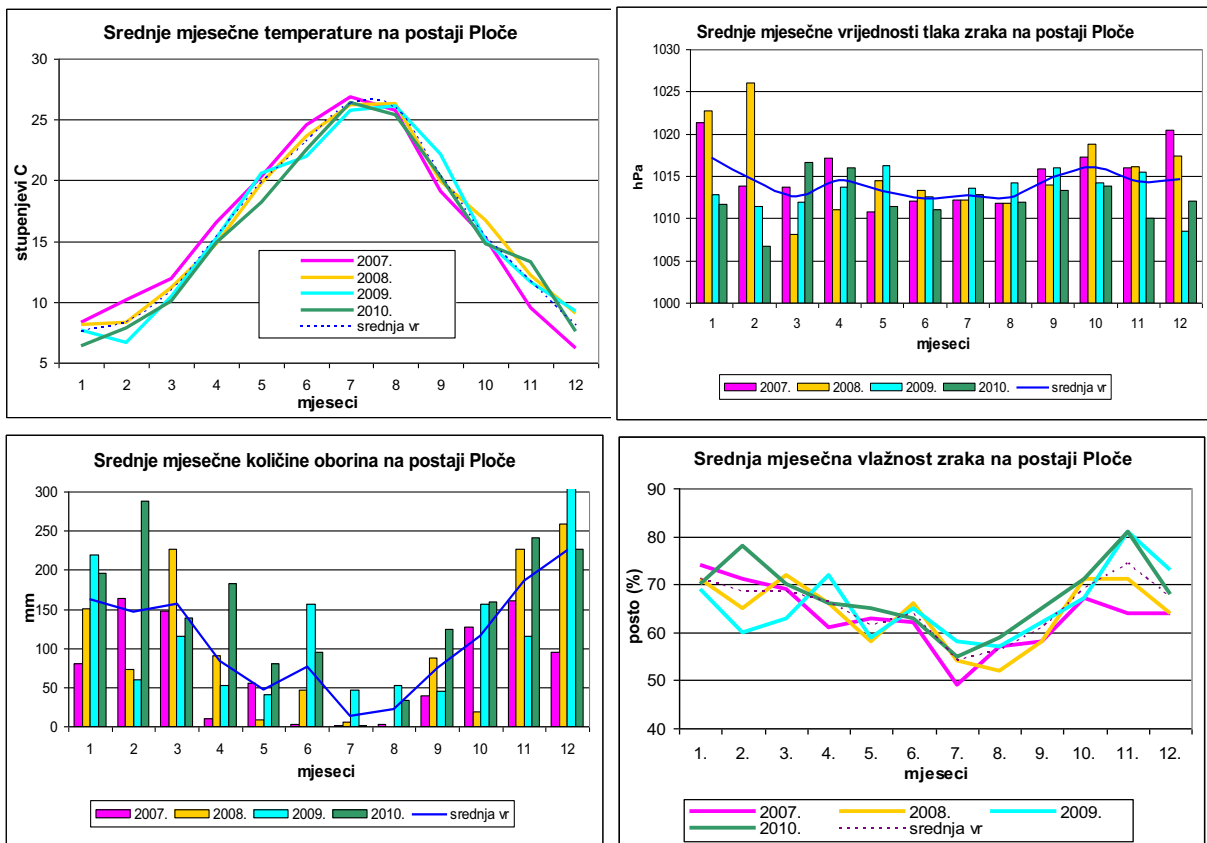 Srednje mjesečne temperature na postaji Ploče
30
25
20
15
10
5
stupenjevi C
1 2 3 4 5 6 7 8 9 10 11 12
mjeseci
2007.
2008.
2009.
2010.
srednja vr
Srednje mjesečne vrijednosti tlaka zraka na postaji Ploče
1030
1025
1020
1015
1010
1005
1000
hPa
1 2 3 4 5 6 7 8 9 10 11 12
mjeseci
2007. 2008. 2009. 2010. srednja vr
Srednje mjesečne količine oborina na postaji Ploče
300
250
200
150
100
50
0
mm
1 2 3 4 5 6 7 8 9 10 11 12
mjeseci
2007. 2008. 2009. 2010. srednja vr
Srednja mjesečna vlažnost zraka na postaji Ploče
90
80
70
60
50
40
posto (%)
1. 2. 3. 4. 5. 6. 7. 8. 9. 10. 11. 12.
mjeseci
2007. 2008. 2009.
2010. srednja vr